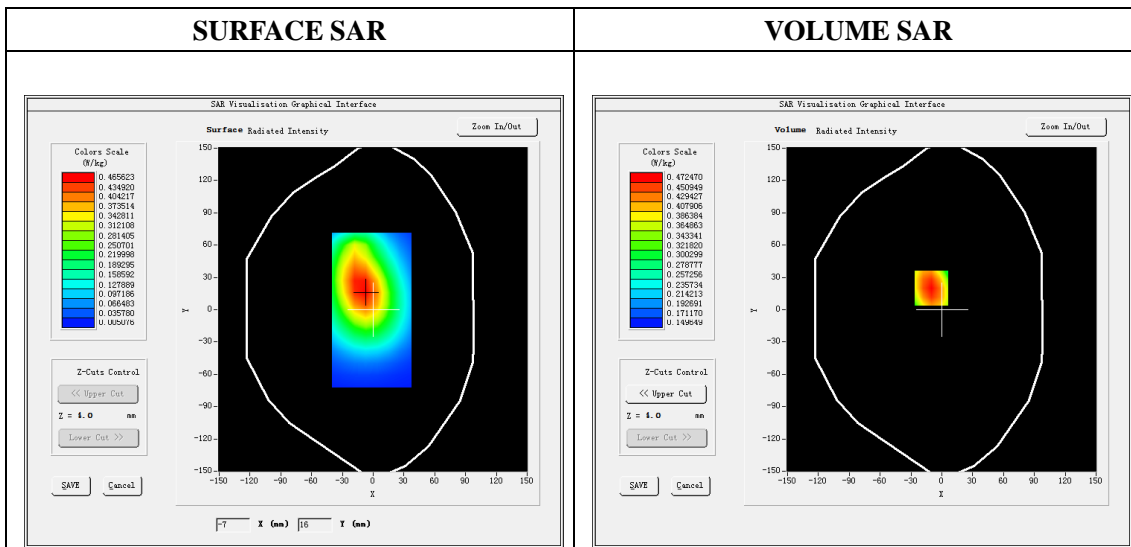 SURFACE SAR
VOLUME SAR
SAR Visualisation Graphical Interface
Surface Radiated Intensity
Zoom In/Out
Colors Scale
(W/kg)
0.465623
0.434920
0.404217
0.373514
0.342811
0.312108
0.281405
0.250701
0.219998
0.189295
0.158592
0.127889
0.097186
0.066483
0.035780
0.005076
Z-Cuts Control
<< Upper Cut
Z = 4.0 mm
Lower Cut >>
SAVE
Cancel
150
120
90
60
30
0
-30
-60
-90
-120
-150
Y
-150 -120 -90 -60 -30 0 30 60 90 120 150
X
-7 X (mm) 16 Y (mm)
SAR Visualisation Graphical Interface
Volume Radiated Intensity
Zoom In/Out
Colors Scale
(W/kg)
0.472470
0.450949
0.429427
0.407906
0.386384
0.364863
0.343341
0.321820
0.300299
0.278777
0.257256
0.235734
0.214213
0.192691
0.171170
0.149649
Z-Cuts Control
<< Upper Cut
Z = 4.0 mm
Lower Cut >>
SAVE
Cancel
150
120
90
60
30
0
-30
-60
-90
-120
-150
Y
-150 -120 -90 -60 -30 0 30 60 90 120 150
X